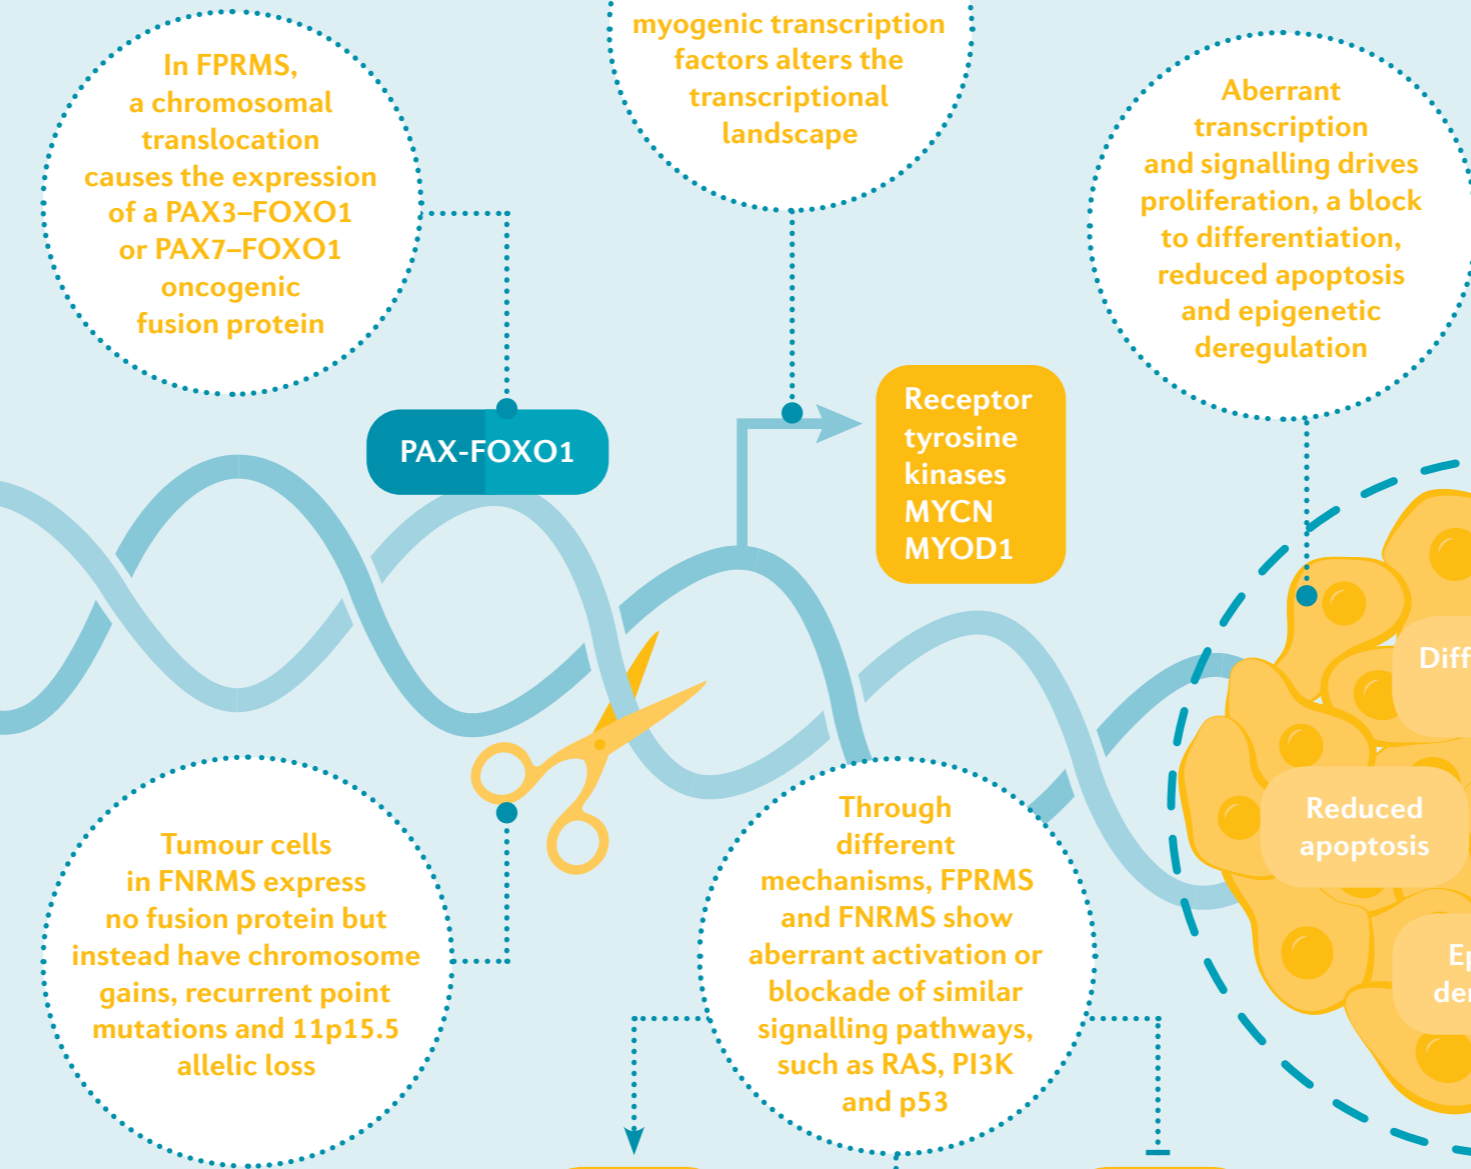 In FPRMS,
a chromosomal
translocation
causes the expression
of a PAX3–FOXO1
or PAX7–FOXO1
oncogenic
fusion protein
myogenic transcription
factors alters the
transcriptional
landscape
Aberrant
transcription
and signalling drives
proliferation, a block
to differentiation,
reduced apoptosis
and epigenetic
deregulation
PAX-FOXO1
Receptor
tyrosine
kinases
MYCN
MYOD1
Reduced
apoptosis
Tumour cells
in FNRMS express
no fusion protein but
instead have chromosome
gains, recurrent point
mutations and 11p15.5
allelic loss
Through
different
mechanisms, FPRMS
and FNRMS show
aberrant activation or
blockade of similar
signalling pathways,
such as RAS, PI3K
and p53